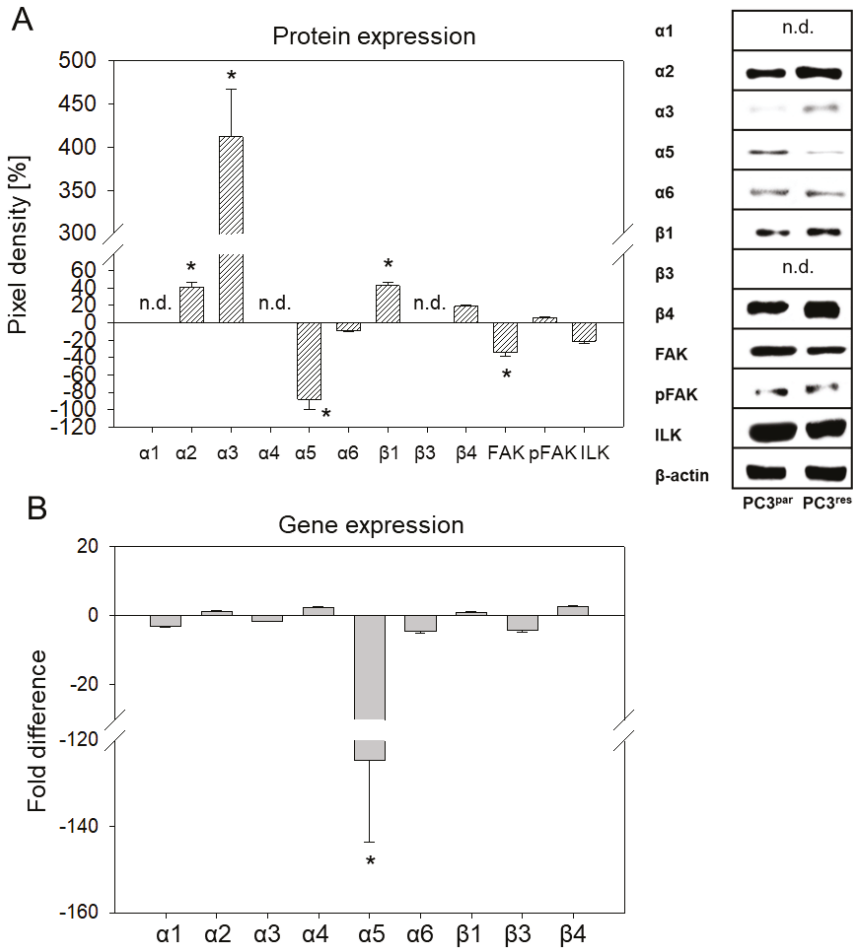 A
Protein expression
Pixel density [%]
500
450
400
350
300
60
40
20
0
-20
-40
-60
-80
-100
-120
n.d.
*
*
n.d.
*
*
n.d.
*
α1 α2 α3 α4 α5 α6 β1 β3 β4 FAK pFAK ILK
α1 n.d.
α2
α3
α5
α6
β1
β3 n.d.
β4
FAK
pFAK
ILK
β-actin
PC3par PC3res
B
Gene expression
Fold difference
20
0
-20
-120
-140
-160
*
α1 α2 α3 α4 α5 α6 β1 β3 β4